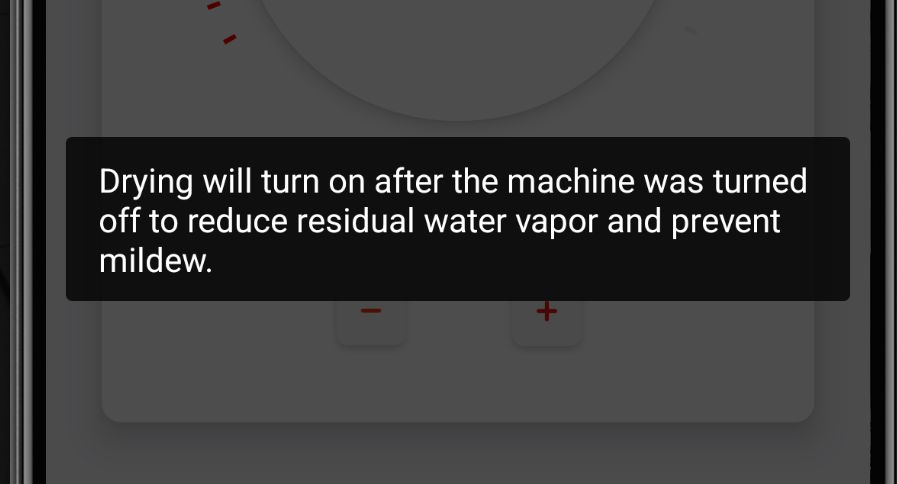 Drying will turn on after the machine was turned
off to reduce residual water vapor and prevent
mildew.
− +